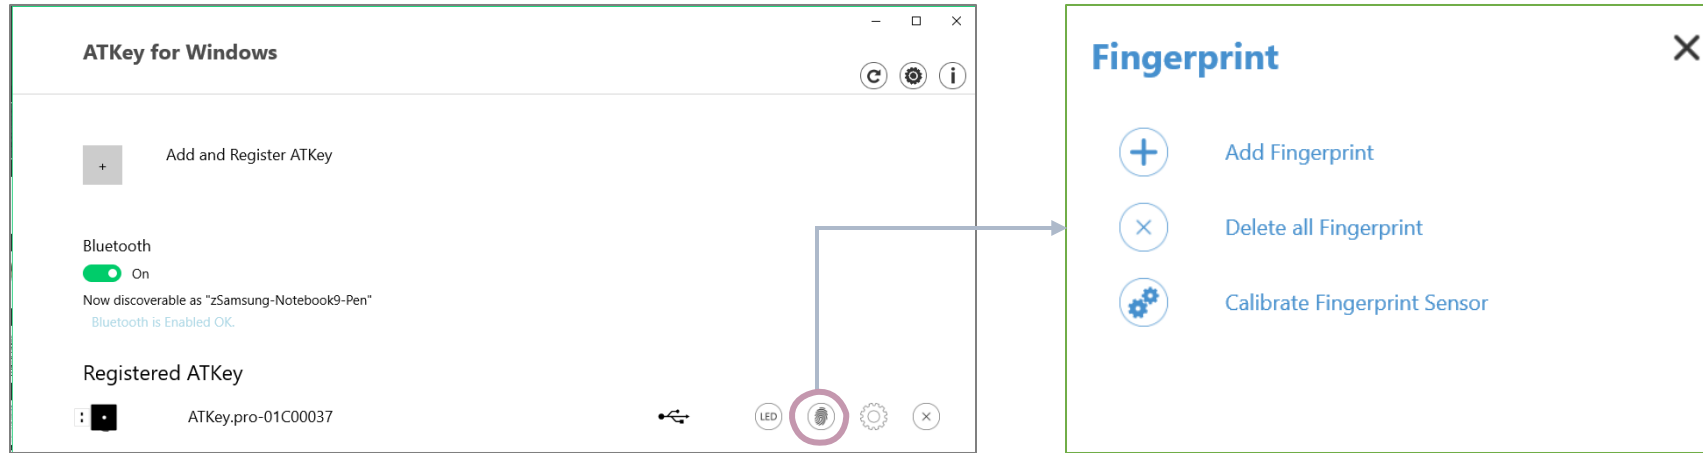 ATKey for Windows
Add and Register ATKey
Bluetooth
On
Now discoverable as "zSamsung-Notebook9-Pen"
Bluetooth is Enabled OK.
Registered ATKey
ATKey.pro-01C00037
LED
Fingerprint
Add Fingerprint
Delete all Fingerprint
Calibrate Fingerprint Sensor